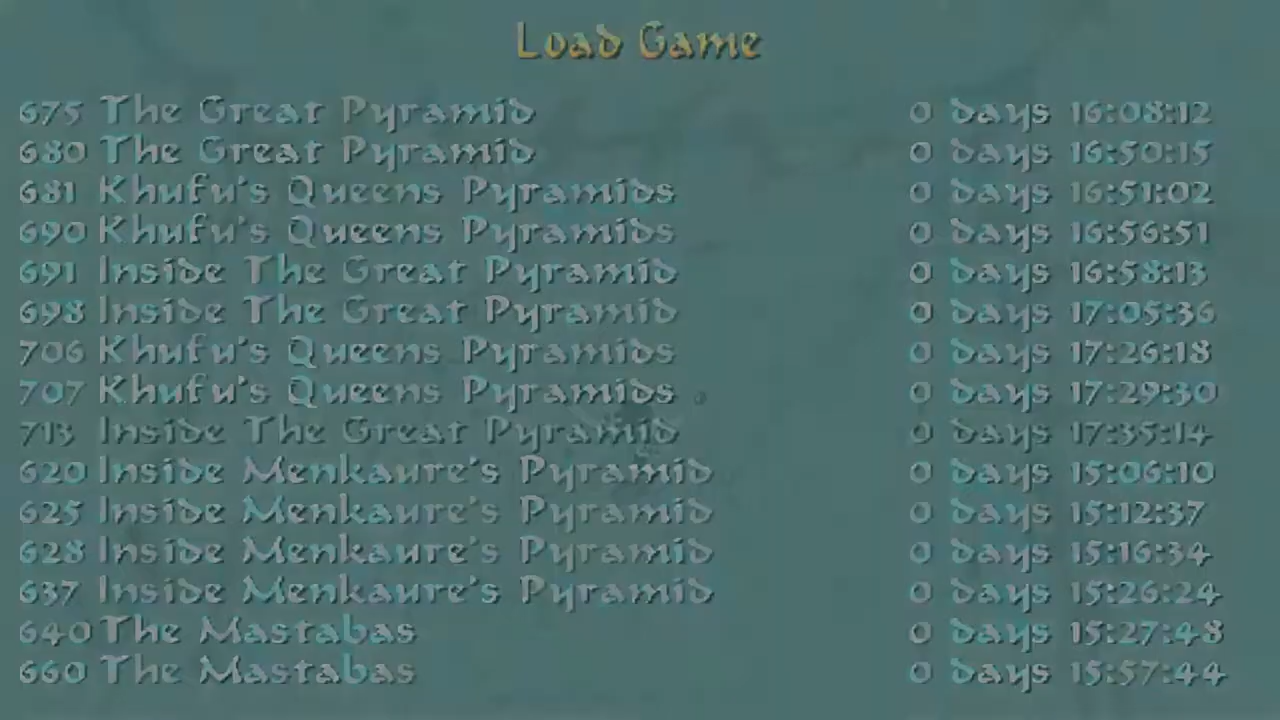 Load Game
675 The Great Pyramid 0 days 16:08:12
680 The Great Pyramid 0 days 16:50:15
681 Khufu's Queens Pyramids 0 days 16:51:02
690 Khufu's Queens Pyramids 0 days 16:56:51
691 Inside The Great Pyramid 0 days 16:58:13
698 Inside The Great Pyramid 0 days 17:05:36
706 Khufu's Queens Pyramids 0 days 17:26:18
707 Khufu's Queens Pyramids 0 days 17:29:30
713 Inside The Great Pyramid 0 days 17:35:14
620 Inside Menkaure's Pyramid 0 days 15:06:10
625 Inside Menkaure's Pyramid 0 days 15:12:37
628 Inside Menkaure's Pyramid 0 days 15:16:34
637 Inside Menkaure's Pyramid 0 days 15:26:24
640 The Mastabas 0 days 15:27:48
660 The Mastabas 0 days 15:57:44